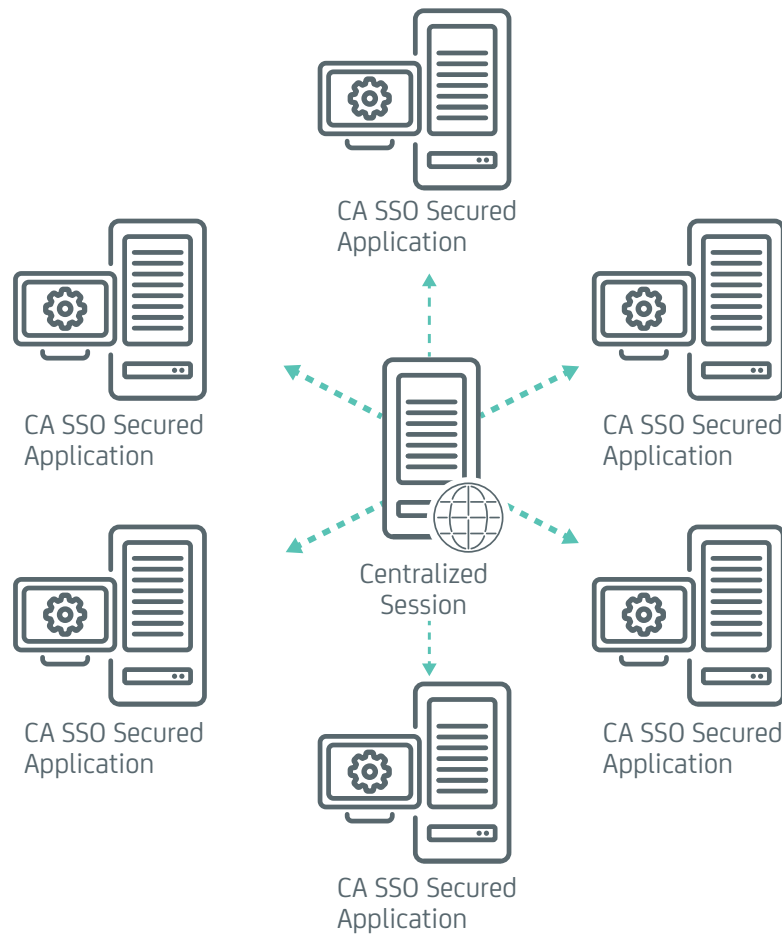 CA SSO Secured
Application
CA SSO Secured
Application
CA SSO Secured
Application
Centralized
Session
CA SSO Secured
Application
CA SSO Secured
Application
CA SSO Secured
Application